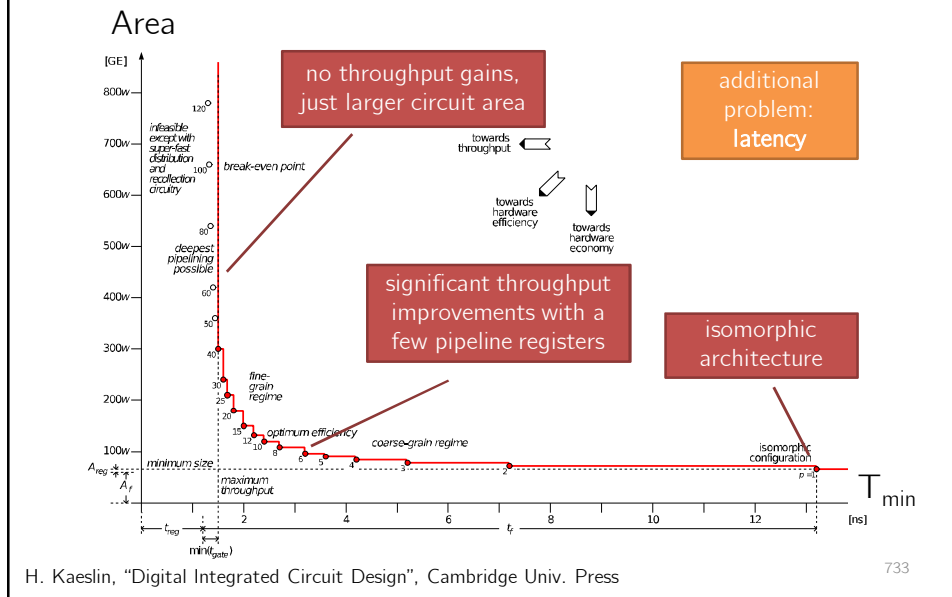 Area
[GE]
800w
700w
600w
500w
400w
300w
200w
100w
A_reg
A_f
120
100
80
60
50
40
30
25
20
15
12
10
8
6
5
4
3
2
p = 1
infeasible
except with
super-fast
distribution
and
recollection
circuitry
break-even point
deepest
pipelining
possible
fine-
grain
regime
optimum efficiency
coarse-grain regime
isomorphic
configuration
minimum size
maximum
throughput
no throughput gains,
just larger circuit area
additional
problem:
latency
towards
throughput
towards
hardware
efficiency
towards
hardware
economy
significant throughput
improvements with a
few pipeline registers
isomorphic
architecture
T_min
2
4
6
8
10
12
[ns]
t_reg
t_f
min(t_gate)
H. Kaeslin, “Digital Integrated Circuit Design”, Cambridge Univ. Press
733